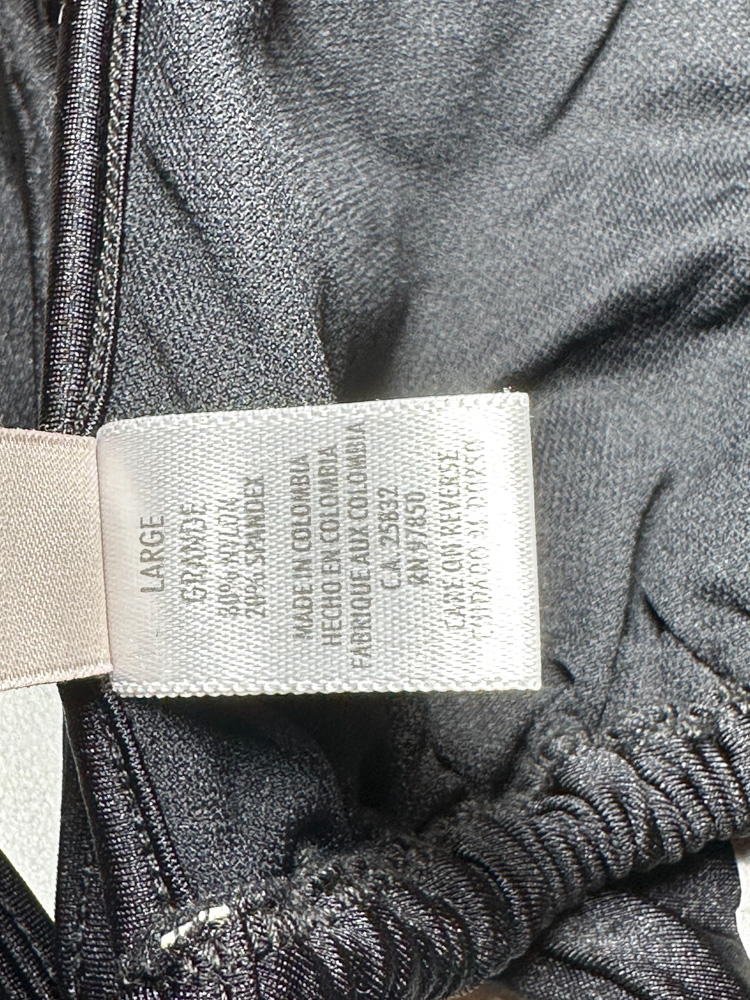 LARGE
GRANDE
80% NYLON
20% SPANDEX
MADE IN COLOMBIA
HECHO EN COLOMBIA
FABRIQUE AUX COLOMBIA
C.A. 25832
RN 97850
CARE ON REVERSE